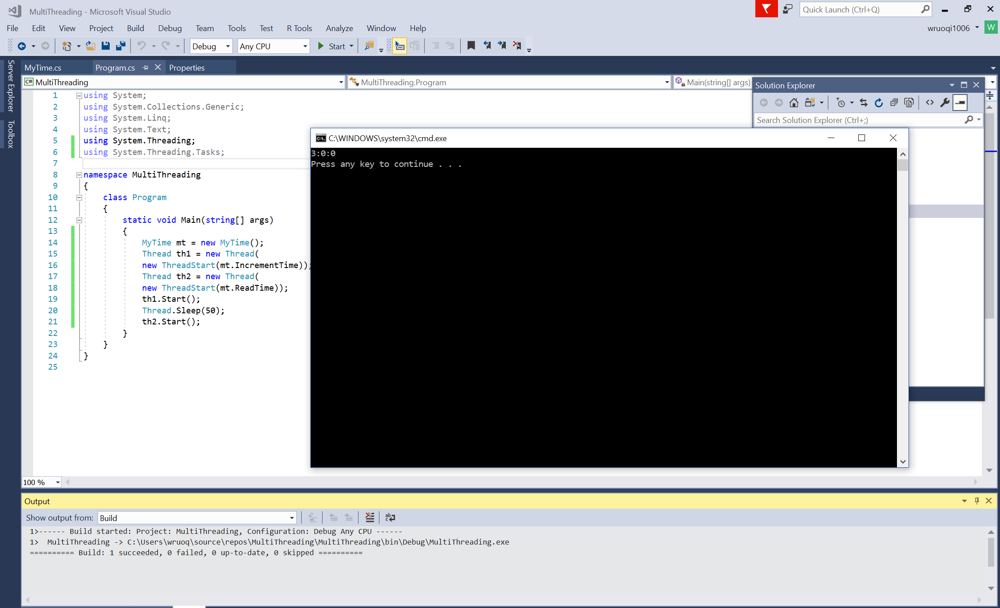 MultiThreading - Microsoft Visual Studio
Quick Launch (Ctrl+Q)
File Edit View Project Build Debug Team Tools Test R Tools Analyze Window Help
wruoqi1006 W
Debug Any CPU Start
Server Explorer
Toolbox
MyTime.cs Program.cs Properties
C# MultiThreading MultiThreading.Program Main(string[] args)
Solution Explorer
Search Solution Explorer (Ctrl+;)
1 using System;
2 using System.Collections.Generic;
3 using System.Linq;
4 using System.Text;
5 using System.Threading;
6 using System.Threading.Tasks;
7
8 namespace MultiThreading
9 {
10 class Program
11 {
12 static void Main(string[] args)
13 {
14 MyTime mt = new MyTime();
15 Thread th1 = new Thread(
16 new ThreadStart(mt.IncrementTime));
17 Thread th2 = new Thread(
18 new ThreadStart(mt.ReadTime));
19 th1.Start();
20 Thread.Sleep(50);
21 th2.Start();
22 }
23 }
24 }
25
C:\WINDOWS\system32\cmd.exe
3:0:0
Press any key to continue . . .
100 %
Output
Show output from: Build
1>------ Build started: Project: MultiThreading, Configuration: Debug Any CPU ------
1>  MultiThreading -> C:\Users\wruoq\source\repos\MultiThreading\MultiThreading\bin\Debug\MultiThreading.exe
========== Build: 1 succeeded, 0 failed, 0 up-to-date, 0 skipped ==========